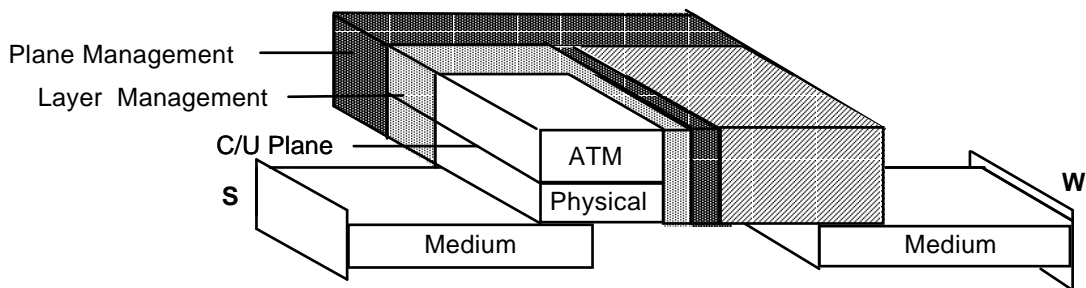 Plane Management
Layer Management
C/U Plane
ATM
S
W
Physical
Medium
Medium